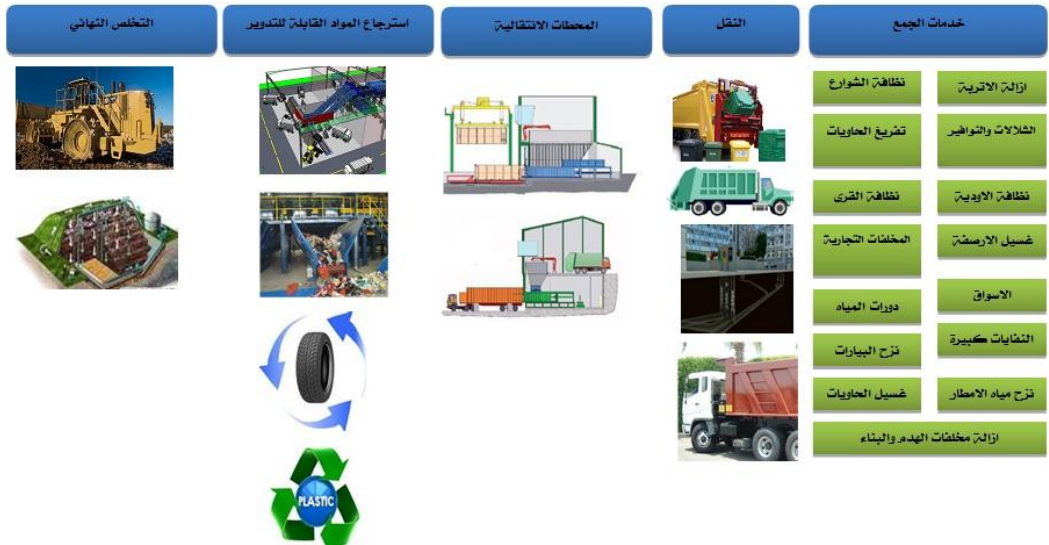 خدمات الجمع
النقل
المحطات الانتقالية
استرجاع المواد القابلة للتدوير
التخلص النهائي
ازالة الاتربة
نظافة الشوارع
الشلالات والنوافير
تفريغ الحاويات
نظافة الاودية
نظافة القرى
غسيل الارصفة
المخلفات التجارية
الاسواق
دورات المياه
النفايات كبيرة
نزح البيارات
نزح مياه الامطار
غسيل الحاويات
ازالة مخلفات الهدم والبناء
PLASTIC